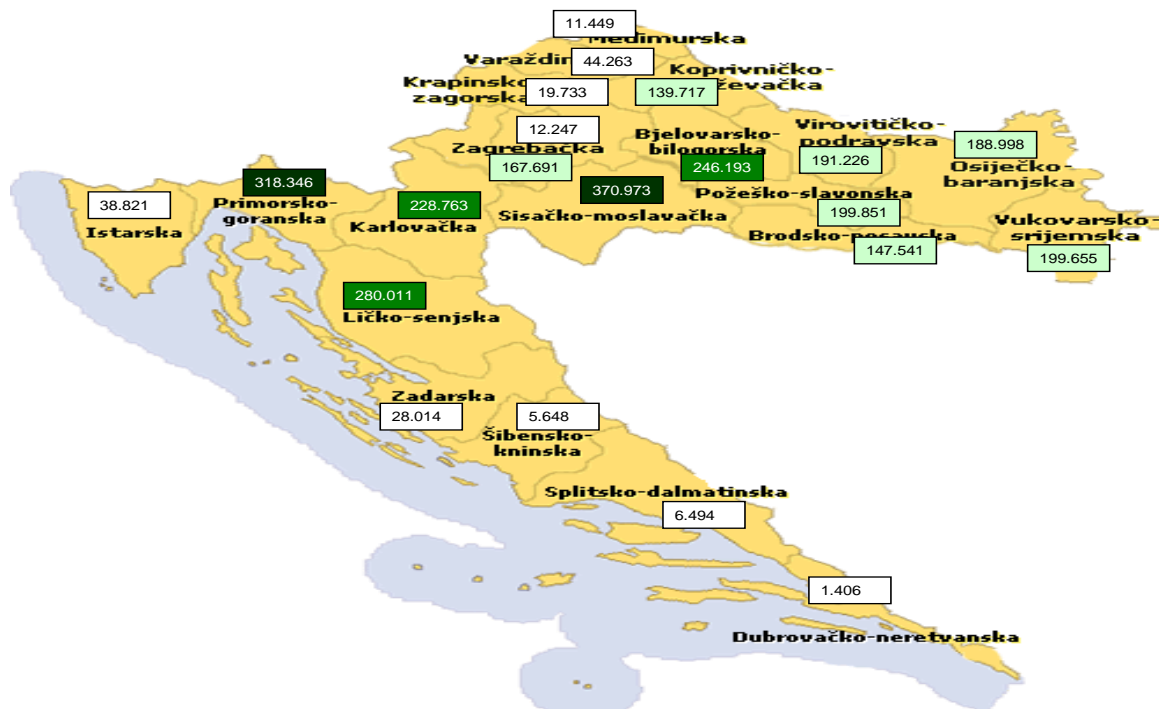 11.449
Međimurska
44.263
Koprivničko-
19.733
139.717
zagorska
12.247
Zagrebačka
Bjelovarsko-
bilogorska
Virovitičko-
podravska
188.998
Osiječko-
baranjska
167.691
246.193
191.226
318.346
Primorsko-
goranska
38.821
Istarska
228.763
Karlovačka
370.973
Sisačko-moslavačka
Požeško-slavonska
199.851
Brodsko-posavska
147.541
Vukovarsko-
srijemska
199.655
280.011
Ličko-senjska
Zadarska
28.014
5.648
Šibensko-
kninska
Splitsko-dalmatinska
6.494
1.406
Dubrovačko-neretvanska